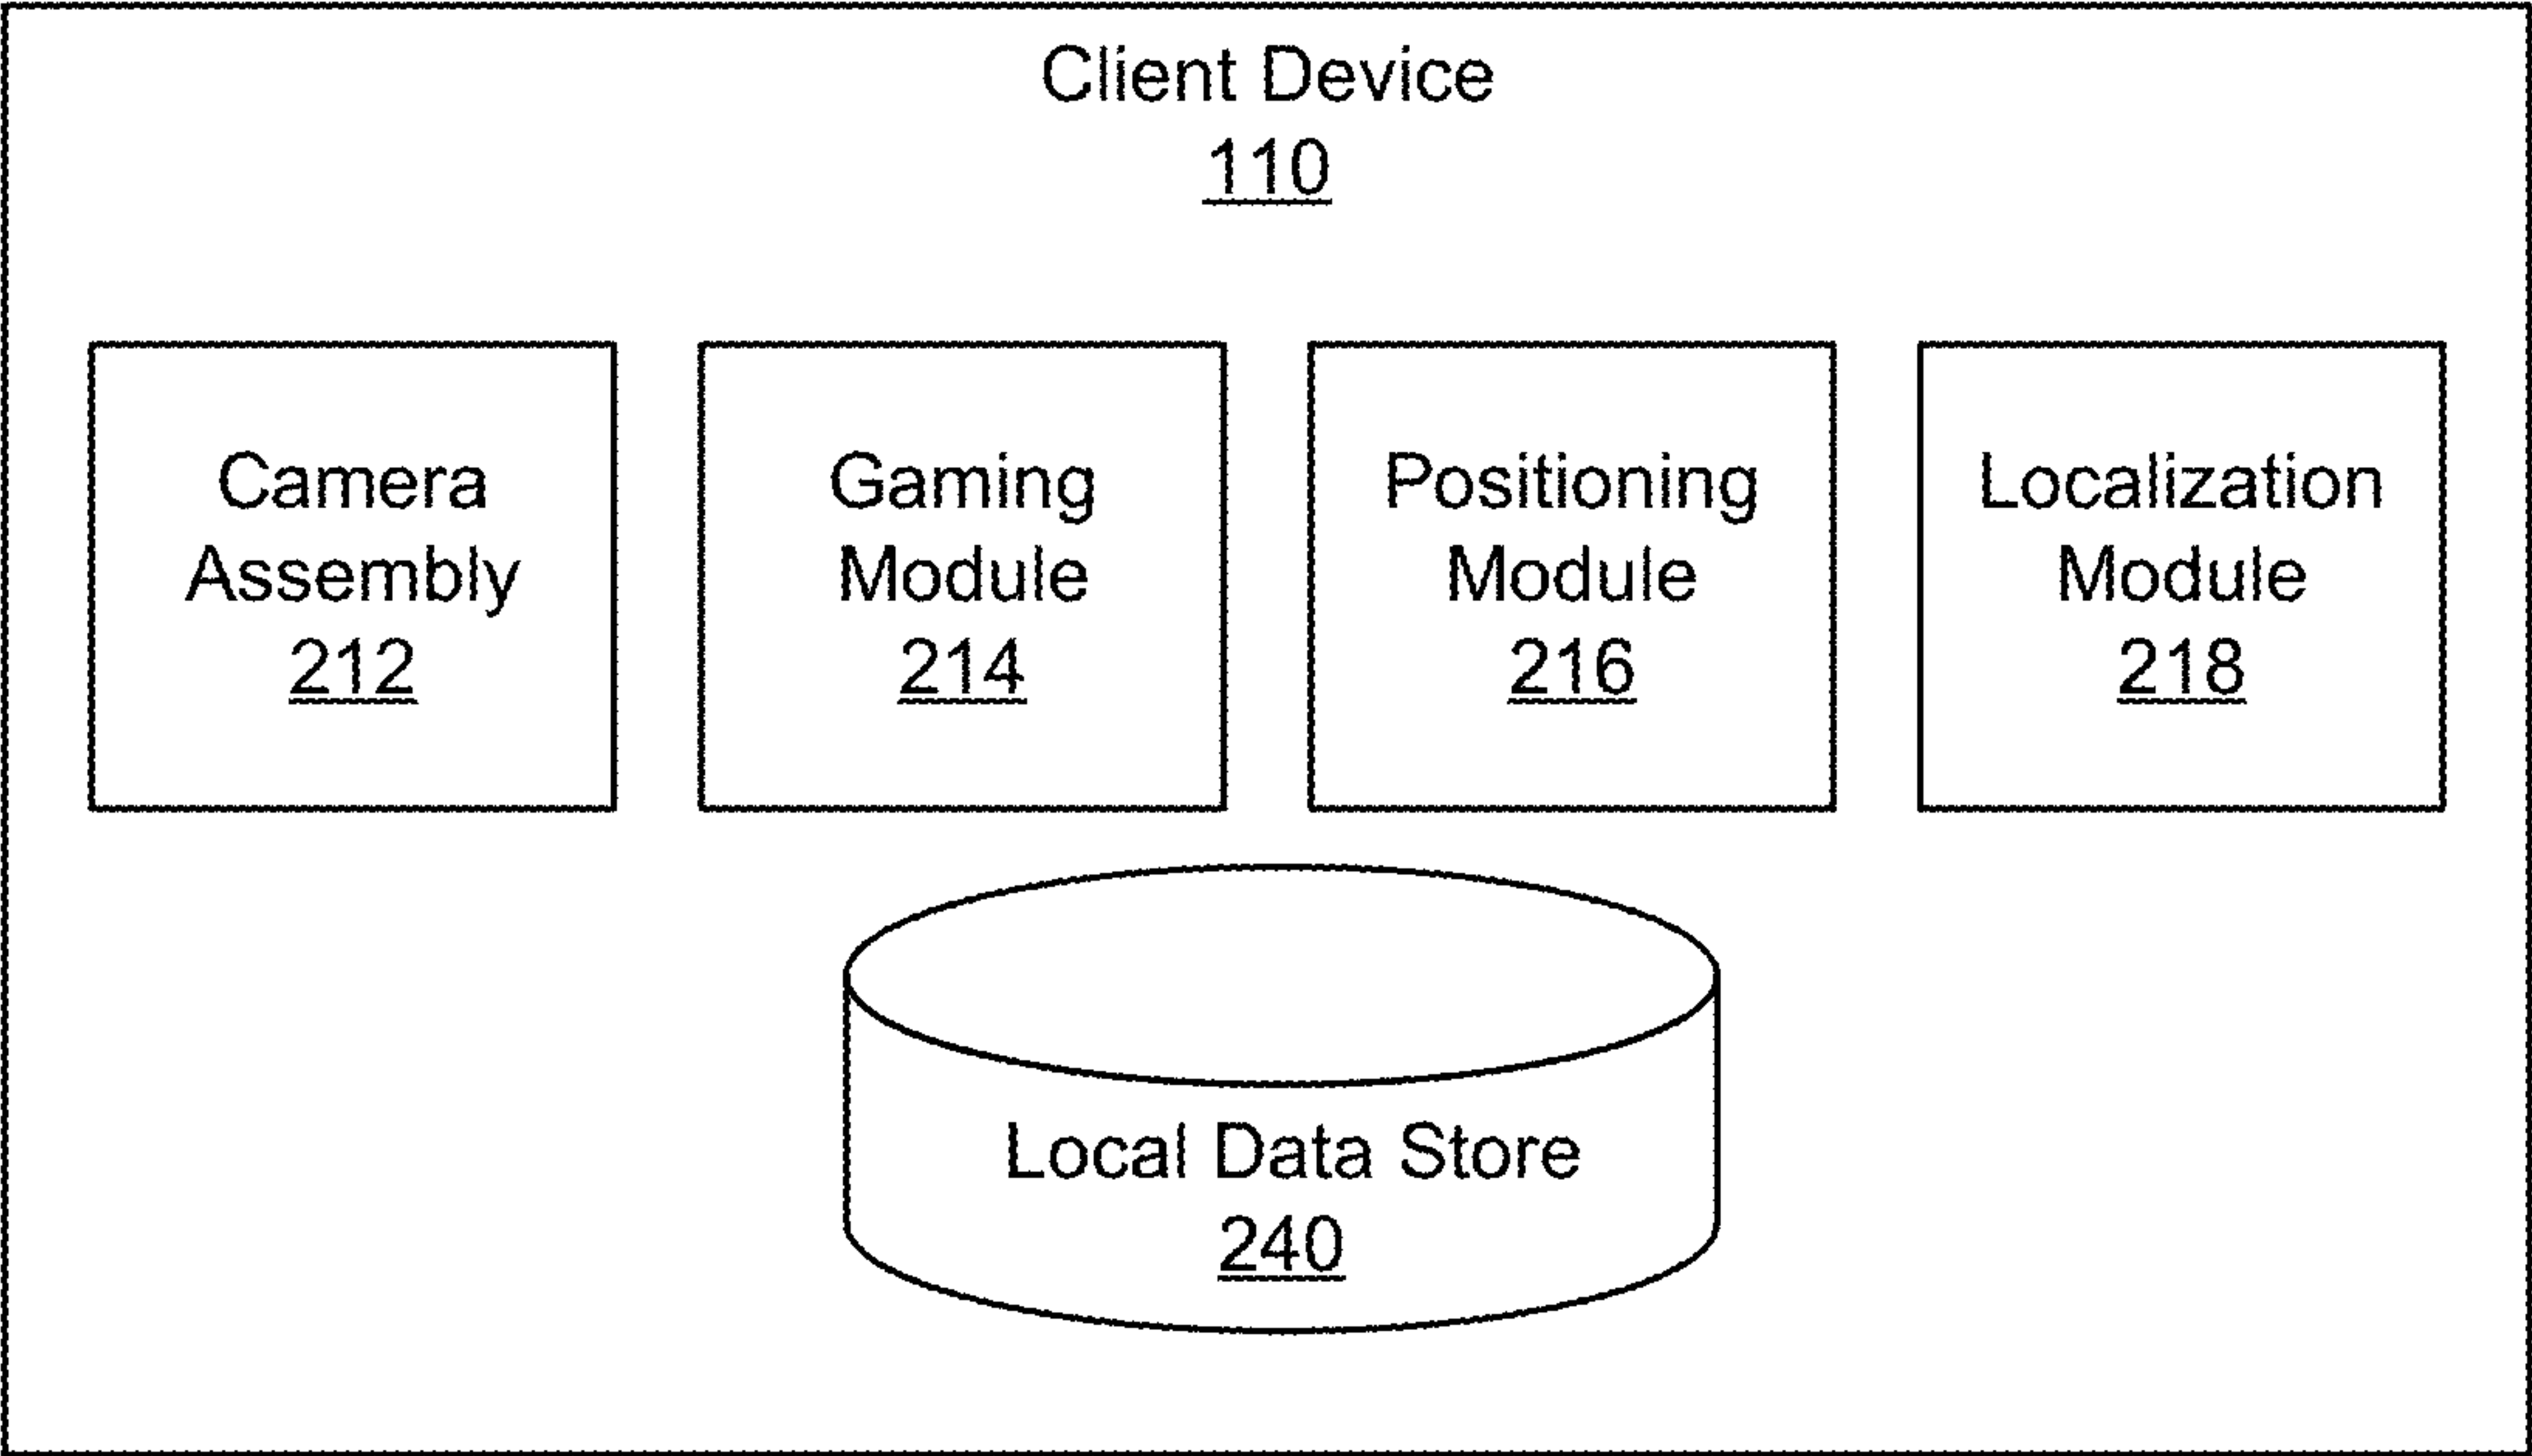 Client Device
110
Camera
Assembly
212
Gaming
Module
214
Positioning
Module
216
Localization
Module
218
Local Data Store
240